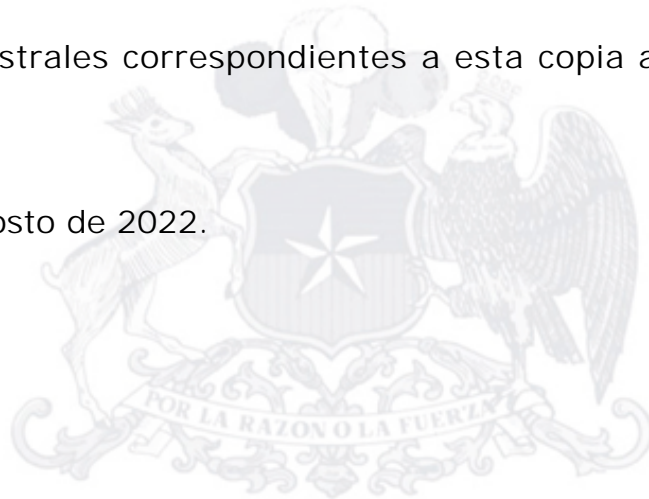 strales correspondientes a esta copia a
osto de 2022.
POR LA RAZON O LA FUERZA